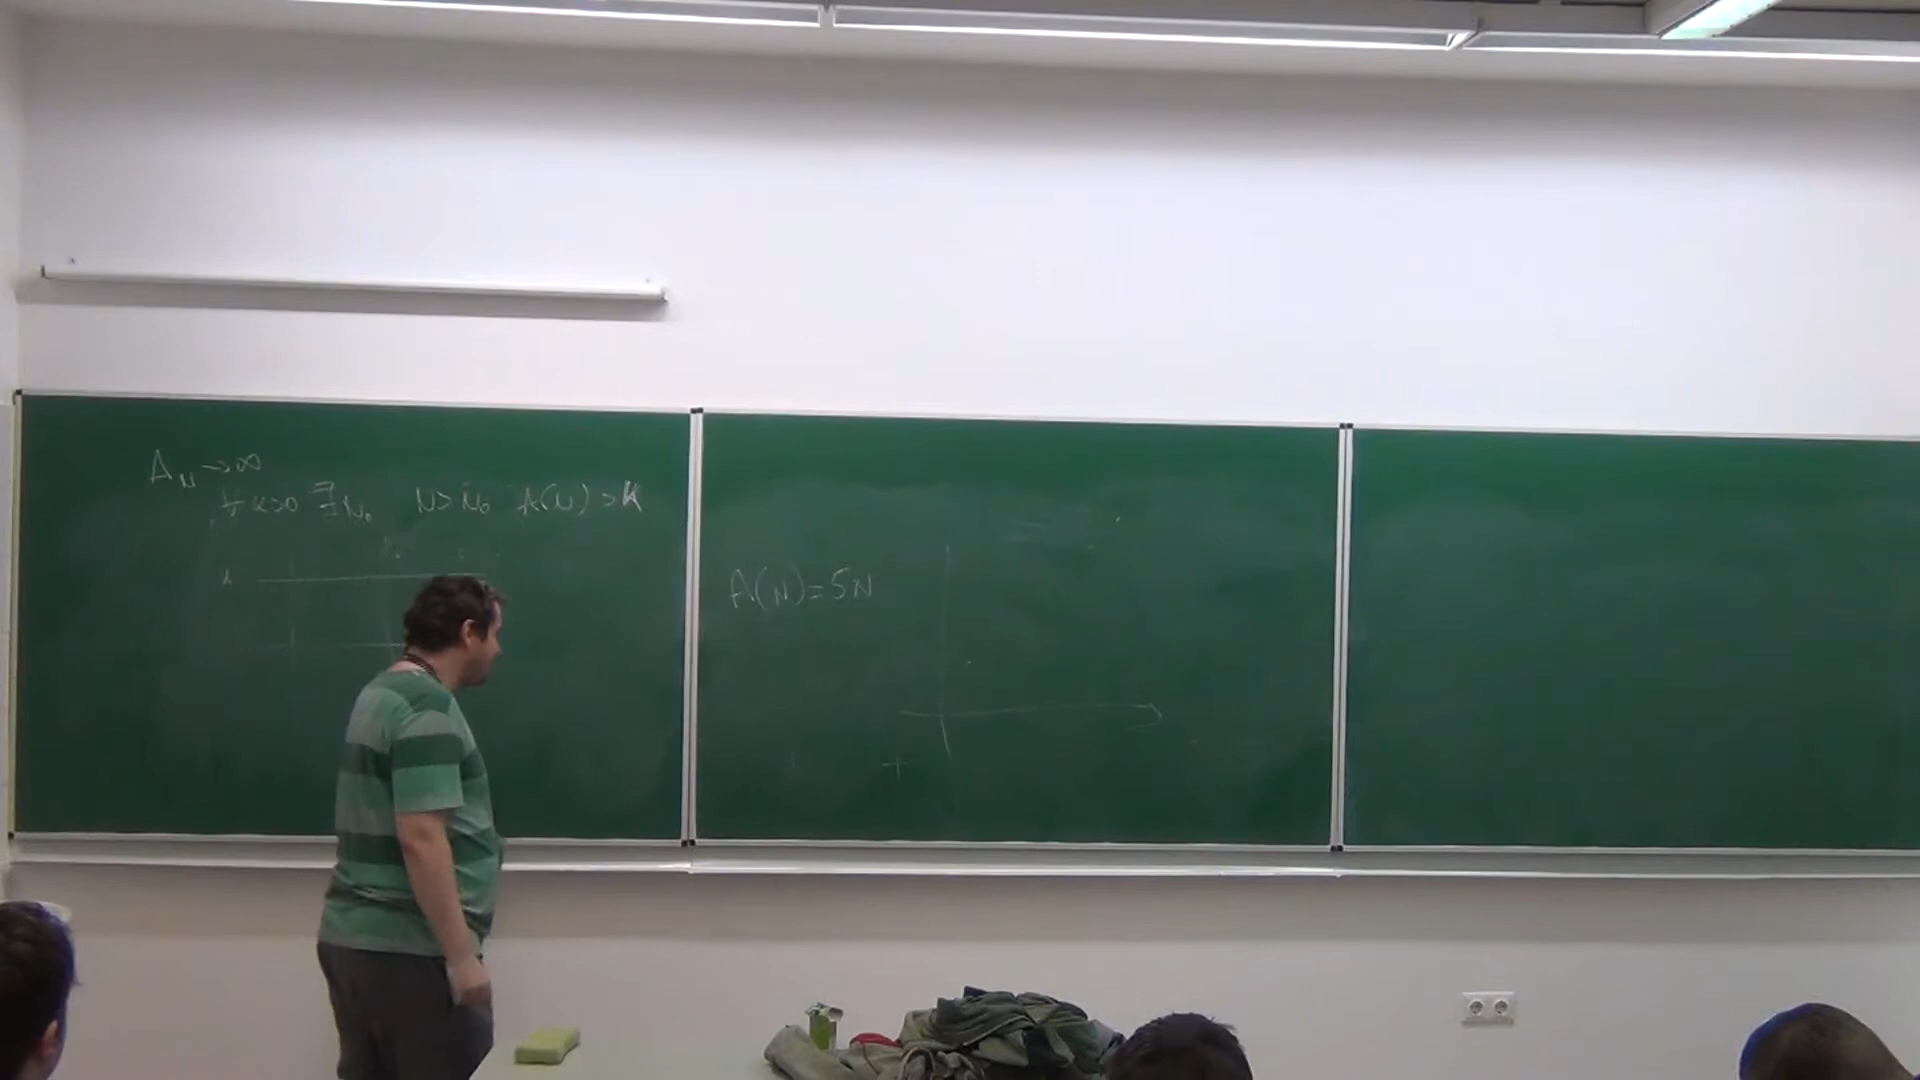 A_N → ∞
∀ K>0 ∃ N₀ N > N₀ A(N) > K
A(N) = 5N